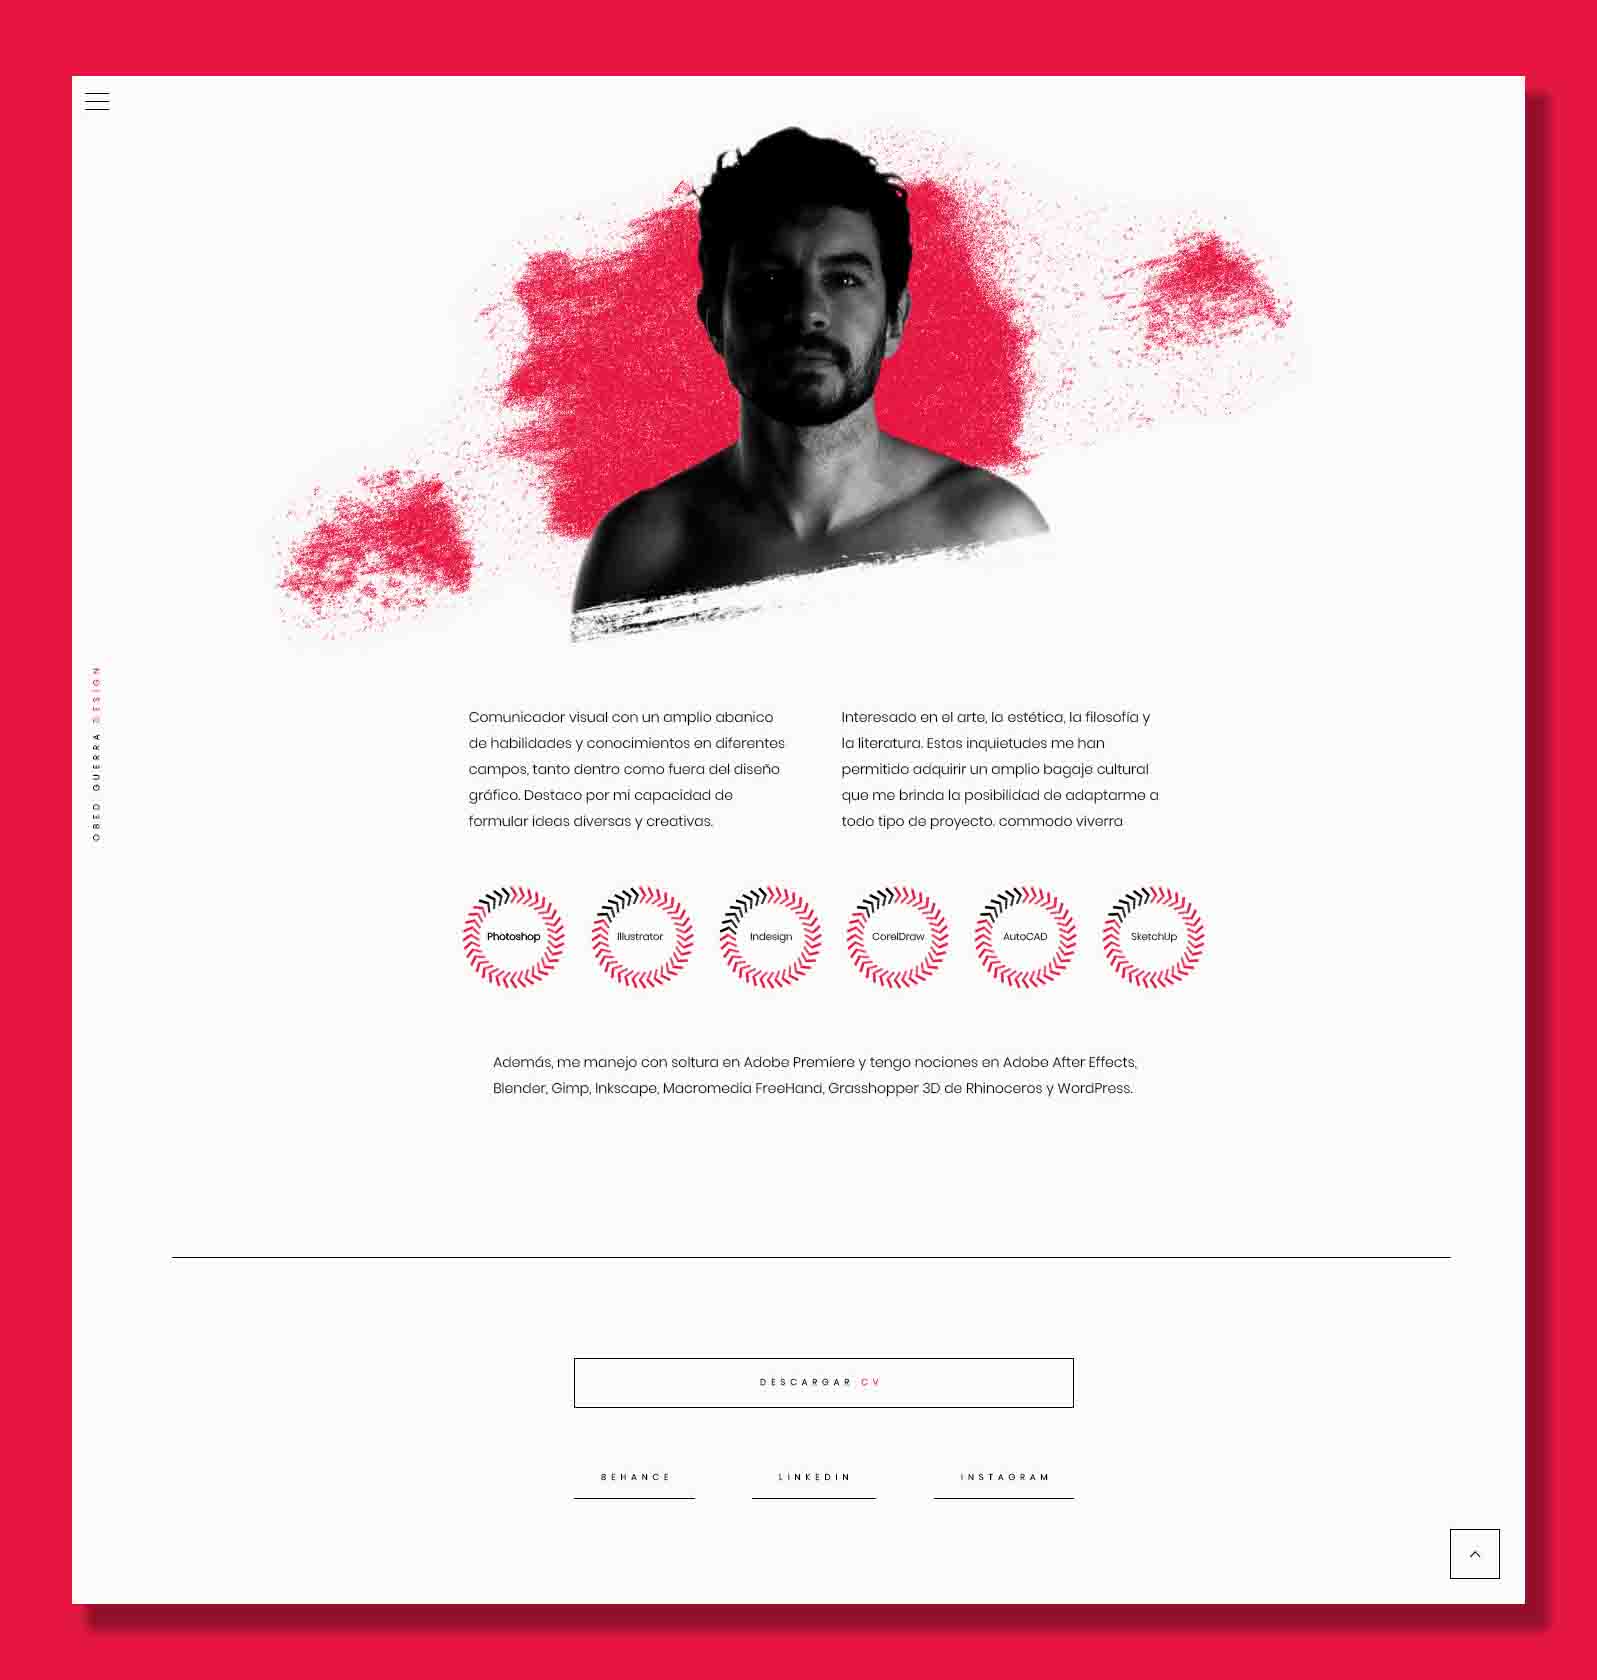 OBED GUERRA DESIGN
Comunicador visual con un amplio abanico
de habilidades y conocimientos en diferentes
campos, tanto dentro como fuera del diseño
gráfico. Destaco por mi capacidad de
formular ideas diversas y creativas.
Interesado en el arte, la estética, la filosofía y
la literatura. Estas inquietudes me han
permitido adquirir un amplio bagaje cultural
que me brinda la posibilidad de adaptarme a
todo tipo de proyecto. commodo viverra
Photoshop
Illustrator
Indesign
CorelDraw
AutoCAD
SketchUp
Además, me manejo con soltura en Adobe Premiere y tengo nociones en Adobe After Effects,
Blender, Gimp, Inkscape, Macromedia FreeHand, Grasshopper 3D de Rhinoceros y WordPress.
DESCARGAR CV
BEHANCE
LINKEDIN
INSTAGRAM